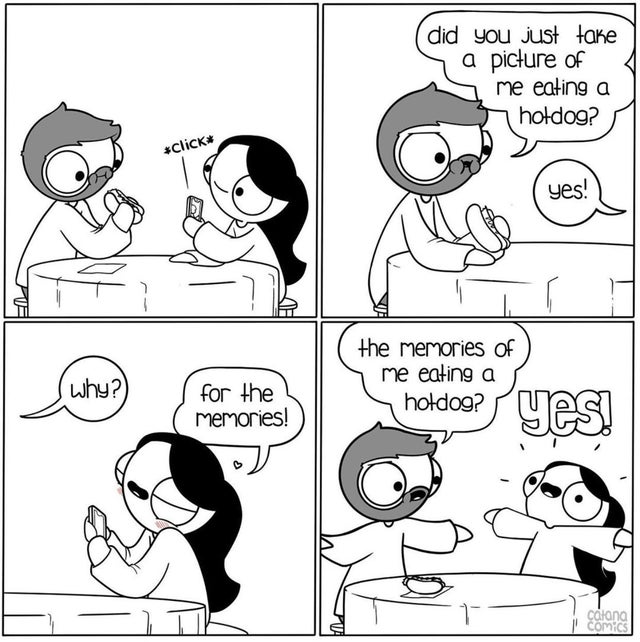 *click*
did you just take
a picture of
me eating a
hotdog?
yes!
why?
for the
memories!
the memories of
me eating a
hotdog?
yes!
catana
comics